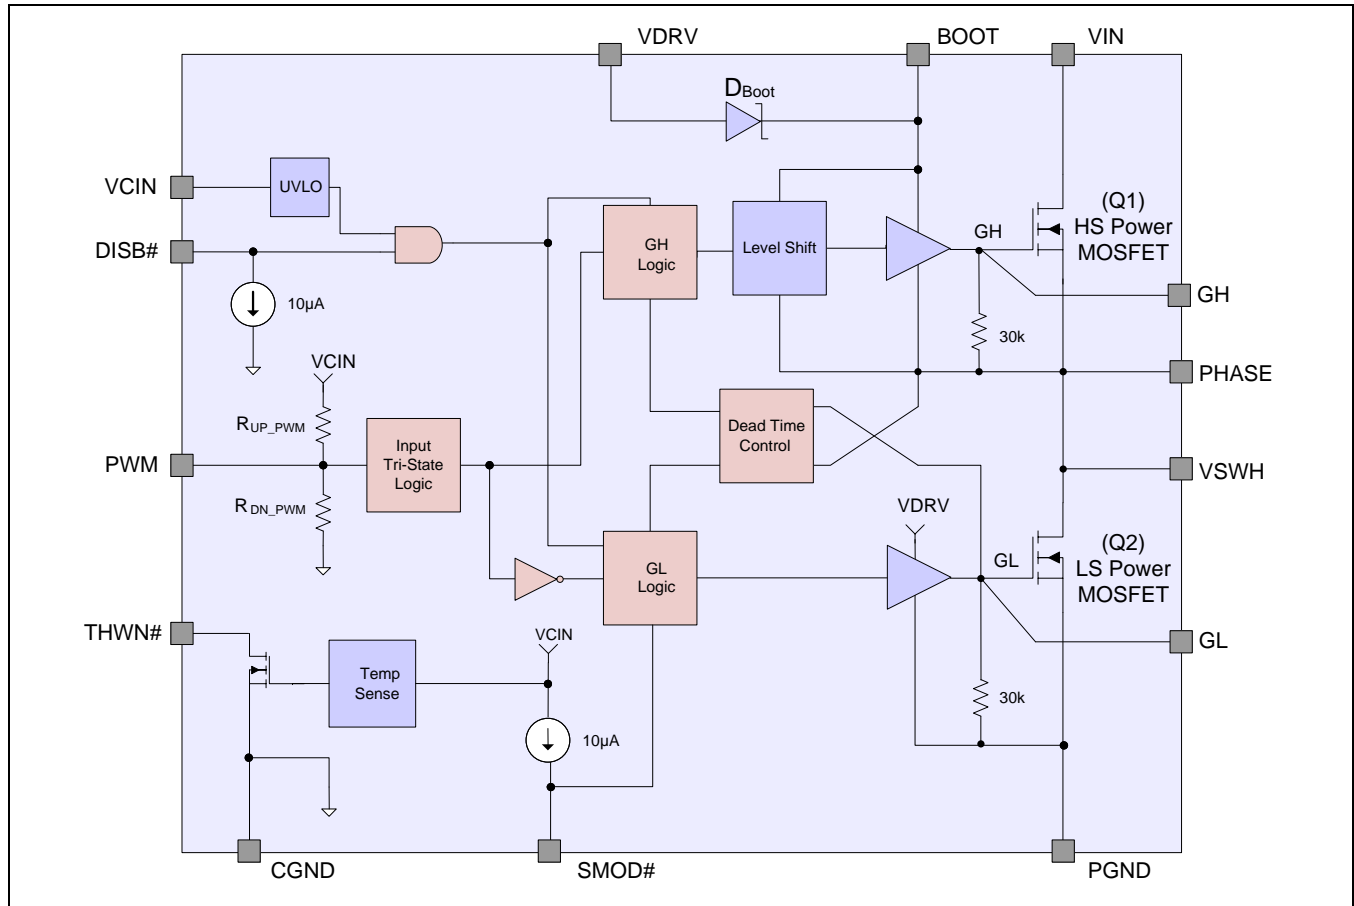 VDRV
BOOT
VIN
DBoot
VCIN
UVLO
DISB#
10µA
GH
Logic
Level Shift
GH
(Q1)
HS Power
MOSFET
GH
30k
PHASE
VCIN
RUP_PWM
PWM
RDN_PWM
Input
Tri-State
Logic
Dead Time
Control
VSWH
VDRV
GL
Logic
GL
(Q2)
LS Power
MOSFET
GL
THWN#
Temp
Sense
VCIN
10µA
30k
CGND
SMOD#
PGND